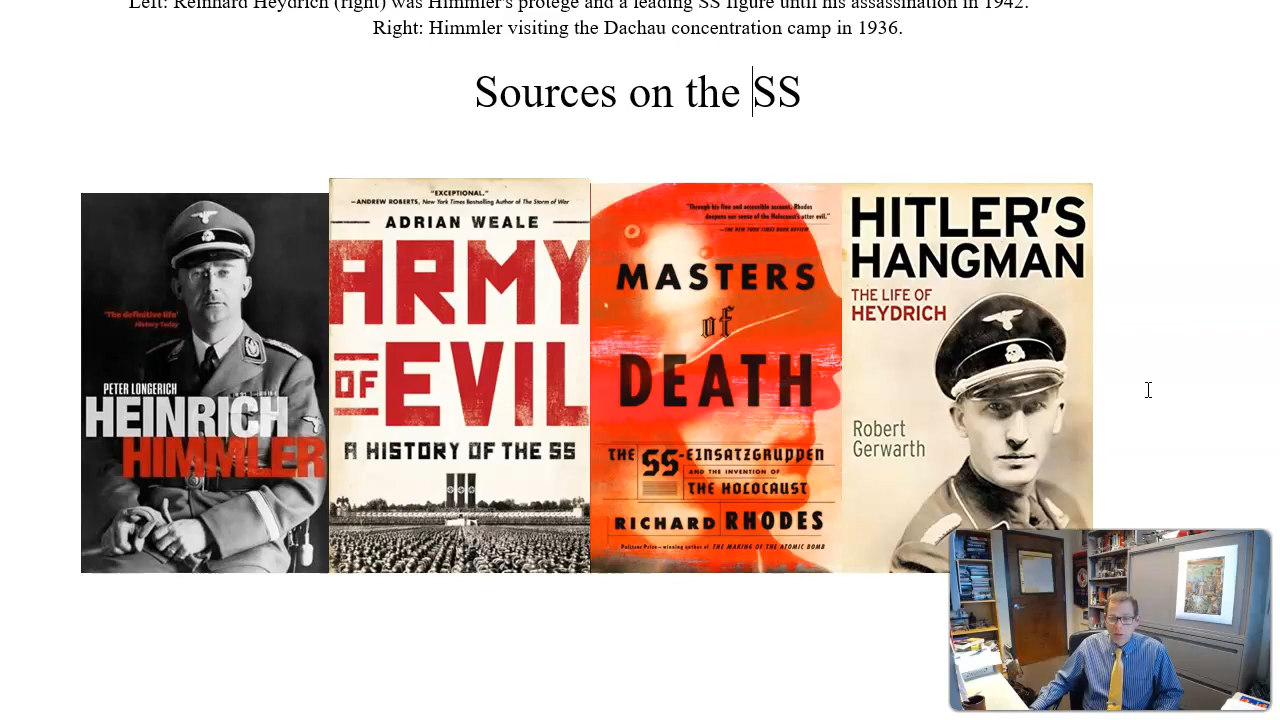 Left: Reinhard Heydrich (right) was Himmler's protege and a leading SS figure until his assassination in 1942.
Right: Himmler visiting the Dachau concentration camp in 1936.
Sources on the SS
'The definitive life'
History Today
PETER LONGERICH
HEINRICH
HIMMLER
"EXCEPTIONAL."
—ANDREW ROBERTS, New York Times Bestselling Author of The Storm of War
ADRIAN WEALE
ARMY
OF EVIL
A HISTORY OF THE SS
"Through his fine and accessible account, Rhodes
deepens our sense of the Holocaust's utter evil."
—THE NEW YORK TIMES BOOK REVIEW
MASTERS
of
DEATH
THE SS-EINSATZGRUPPEN
AND THE INVENTION OF
THE HOLOCAUST
RICHARD RHODES
Pulitzer Prize-winning author of THE MAKING OF THE ATOMIC BOMB
HITLER'S
HANGMAN
THE LIFE OF
HEYDRICH
Robert
Gerwarth